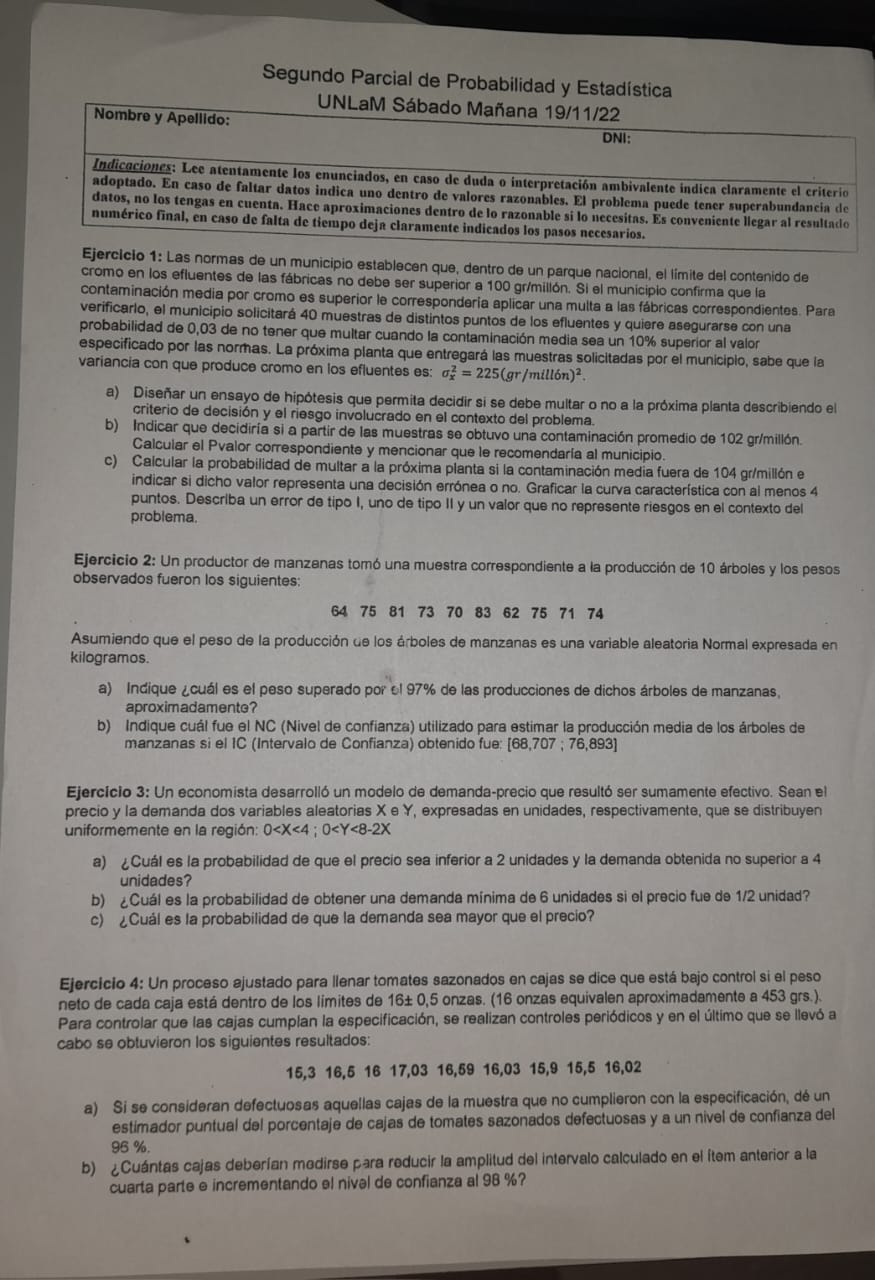 Segundo Parcial de Probabilidad y Estadística
UNLaM Sábado Mañana 19/11/22
Nombre y Apellido:
DNI:
Indicaciones: Lee atentamente los enunciados, en caso de duda o interpretación ambivalente indica claramente el criterio
adoptado. En caso de faltar datos indica uno dentro de valores razonables. El problema puede tener superabundancia de
datos, no los tengas en cuenta. Hace aproximaciones dentro de lo razonable si lo necesitas. Es conveniente llegar al resultado
numérico final, en caso de falta de tiempo deja claramente indicados los pasos necesarios.
Ejercicio 1: Las normas de un municipio establecen que, dentro de un parque nacional, el límite del contenido de
cromo en los efluentes de las fábricas no debe ser superior a 100 gr/millón. Si el municipio confirma que la
contaminación media por cromo es superior le correspondería aplicar una multa a las fábricas correspondientes. Para
verificarlo, el municipio solicitará 40 muestras de distintos puntos de los efluentes y quiere asegurarse con una
probabilidad de 0,03 de no tener que multar cuando la contaminación media sea un 10% superior al valor
especificado por las normas. La próxima planta que entregará las muestras solicitadas por el municipio, sabe que la
variancia con que produce cromo en los efluentes es: σₓ² = 225(gr/millón)².
a) Diseñar un ensayo de hipótesis que permita decidir si se debe multar o no a la próxima planta describiendo el
criterio de decisión y el riesgo involucrado en el contexto del problema.
b) Indicar que decidiría si a partir de las muestras se obtuvo una contaminación promedio de 102 gr/millón.
Calcular el Pvalor correspondiente y mencionar que le recomendaría al municipio.
c) Calcular la probabilidad de multar a la próxima planta si la contaminación media fuera de 104 gr/millón e
indicar si dicho valor representa una decisión errónea o no. Graficar la curva característica con al menos 4
puntos. Describa un error de tipo I, uno de tipo II y un valor que no represente riesgos en el contexto del
problema.
Ejercicio 2: Un productor de manzanas tomó una muestra correspondiente a la producción de 10 árboles y los pesos
observados fueron los siguientes:
64 75 81 73 70 83 62 75 71 74
Asumiendo que el peso de la producción de los árboles de manzanas es una variable aleatoria Normal expresada en
kilogramos.
a) Indique ¿cuál es el peso superado por el 97% de las producciones de dichos árboles de manzanas,
aproximadamente?
b) Indique cuál fue el NC (Nivel de confianza) utilizado para estimar la producción media de los árboles de
manzanas si el IC (Intervalo de Confianza) obtenido fue: [68,707 ; 76,893]
Ejercicio 3: Un economista desarrolló un modelo de demanda-precio que resultó ser sumamente efectivo. Sean el
precio y la demanda dos variables aleatorias X e Y, expresadas en unidades, respectivamente, que se distribuyen
uniformemente en la región: 0<X<4 ; 0<Y<8-2X
a) ¿Cuál es la probabilidad de que el precio sea inferior a 2 unidades y la demanda obtenida no superior a 4
unidades?
b) ¿Cuál es la probabilidad de obtener una demanda mínima de 6 unidades si el precio fue de 1/2 unidad?
c) ¿Cuál es la probabilidad de que la demanda sea mayor que el precio?
Ejercicio 4: Un proceso ajustado para llenar tomates sazonados en cajas se dice que está bajo control si el peso
neto de cada caja está dentro de los límites de 16± 0,5 onzas. (16 onzas equivalen aproximadamente a 453 grs.).
Para controlar que las cajas cumplan la especificación, se realizan controles periódicos y en el último que se llevó a
cabo se obtuvieron los siguientes resultados:
15,3 16,5 16 17,03 16,59 16,03 15,9 15,5 16,02
a) Si se consideran defectuosas aquellas cajas de la muestra que no cumplieron con la especificación, dé un
estimador puntual del porcentaje de cajas de tomates sazonados defectuosas y a un nivel de confianza del
96 %.
b) ¿Cuántas cajas deberían medirse para reducir la amplitud del intervalo calculado en el ítem anterior a la
cuarta parte e incrementando el nivel de confianza al 98 %?